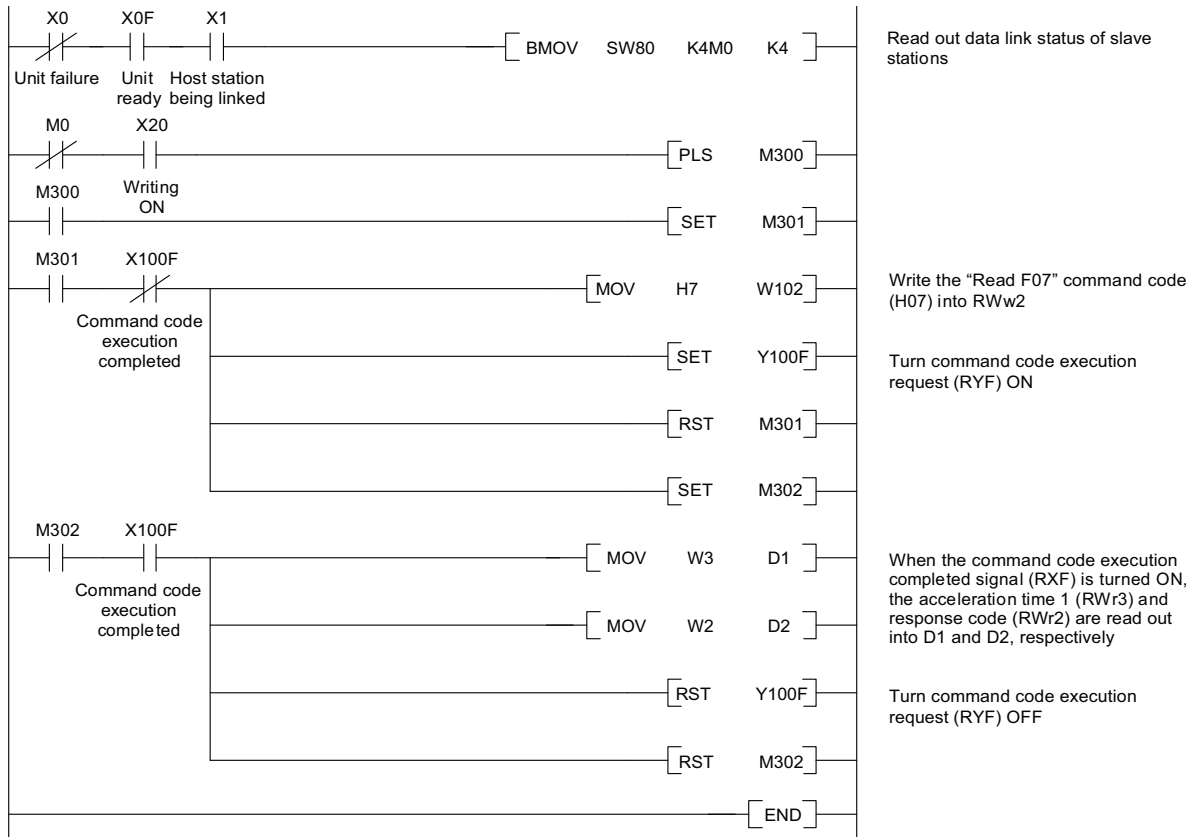 X0 X0F X1
BMOV SW80 K4M0 K4
Read out data link status of slave
stations
Unit failure Unit Host station
ready being linked
M0 X20
PLS M300
M300 Writing
ON
SET M301
M301 X100F
MOV H7 W102
Write the “Read F07” command code
(H07) into RWw2
Command code
execution
completed
SET Y100F
Turn command code execution
request (RYF) ON
RST M301
SET M302
M302 X100F
MOV W3 D1
When the command code execution
completed signal (RXF) is turned ON,
the acceleration time 1 (RWr3) and
response code (RWr2) are read out
into D1 and D2, respectively
Command code
execution
completed
MOV W2 D2
RST Y100F
Turn command code execution
request (RYF) OFF
RST M302
END